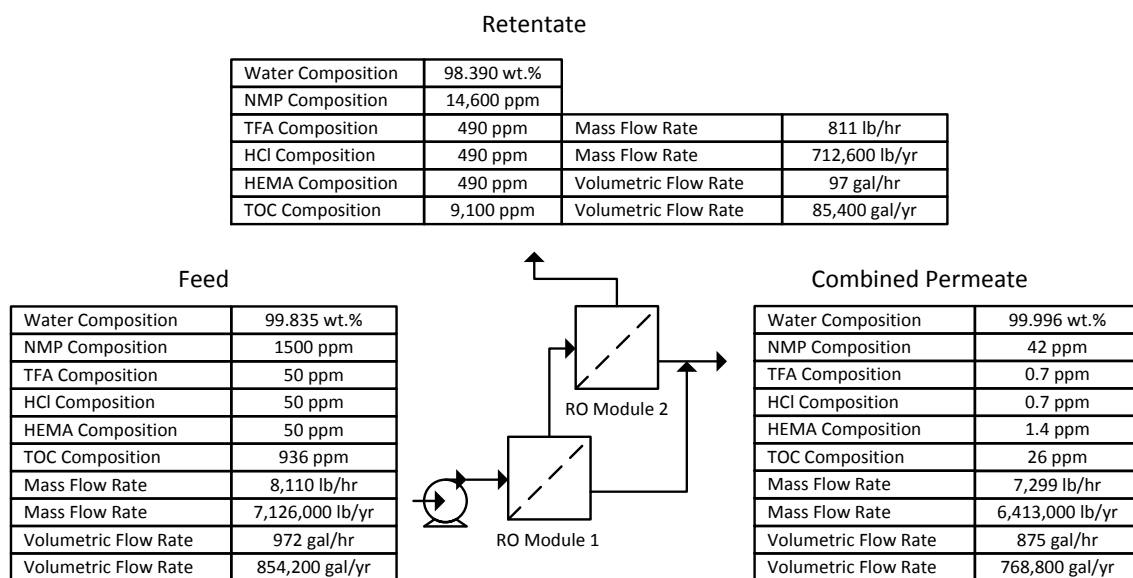 Retentate
Water Composition 98.390 wt.%
NMP Composition 14,600 ppm
TFA Composition 490 ppm Mass Flow Rate 811 lb/hr
HCl Composition 490 ppm Mass Flow Rate 712,600 lb/yr
HEMA Composition 490 ppm Volumetric Flow Rate 97 gal/hr
TOC Composition 9,100 ppm Volumetric Flow Rate 85,400 gal/yr
Feed
Water Composition 99.835 wt.%
NMP Composition 1500 ppm
TFA Composition 50 ppm
HCl Composition 50 ppm
HEMA Composition 50 ppm
TOC Composition 936 ppm
Mass Flow Rate 8,110 lb/hr
Mass Flow Rate 7,126,000 lb/yr
Volumetric Flow Rate 972 gal/hr
Volumetric Flow Rate 854,200 gal/yr
RO Module 2
RO Module 1
Combined Permeate
Water Composition 99.996 wt.%
NMP Composition 42 ppm
TFA Composition 0.7 ppm
HCl Composition 0.7 ppm
HEMA Composition 1.4 ppm
TOC Composition 26 ppm
Mass Flow Rate 7,299 lb/hr
Mass Flow Rate 6,413,000 lb/yr
Volumetric Flow Rate 875 gal/hr
Volumetric Flow Rate 768,800 gal/yr